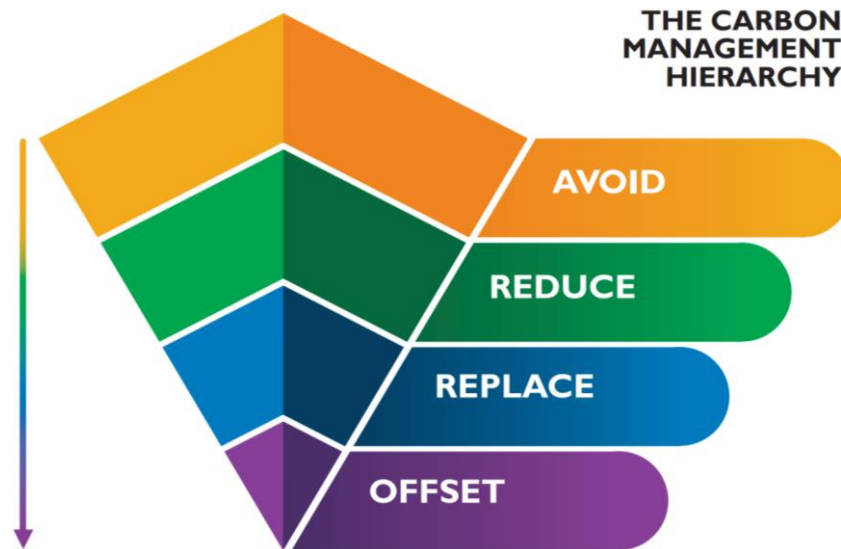 THE CARBON
MANAGEMENT
HIERARCHY
AVOID
REDUCE
REPLACE
OFFSET